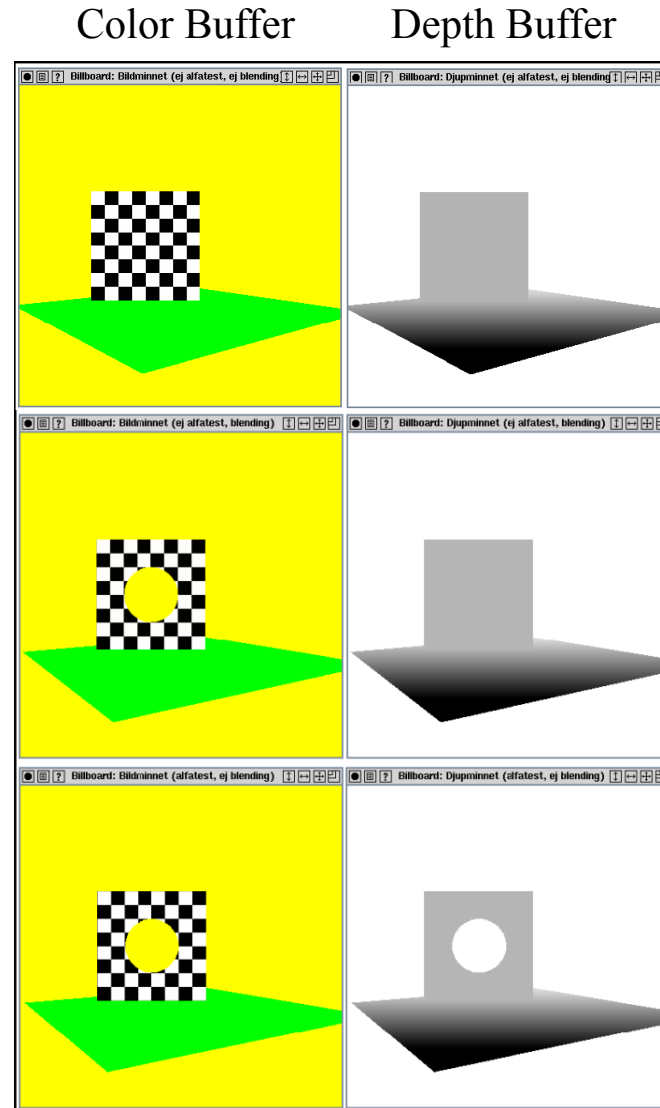 Color Buffer Depth Buffer
? Billboard: Bildminnet (ej alfatest, ej blending ? Billboard: Djupminnet (ej alfatest, ej blending
? Billboard: Bildminnet (ej alfatest, blending) ? Billboard: Djupminnet (ej alfatest, blending)
? Billboard: Bildminnet (alfatest, ej blending) ? Billboard: Djupminnet (alfatest, ej blending)